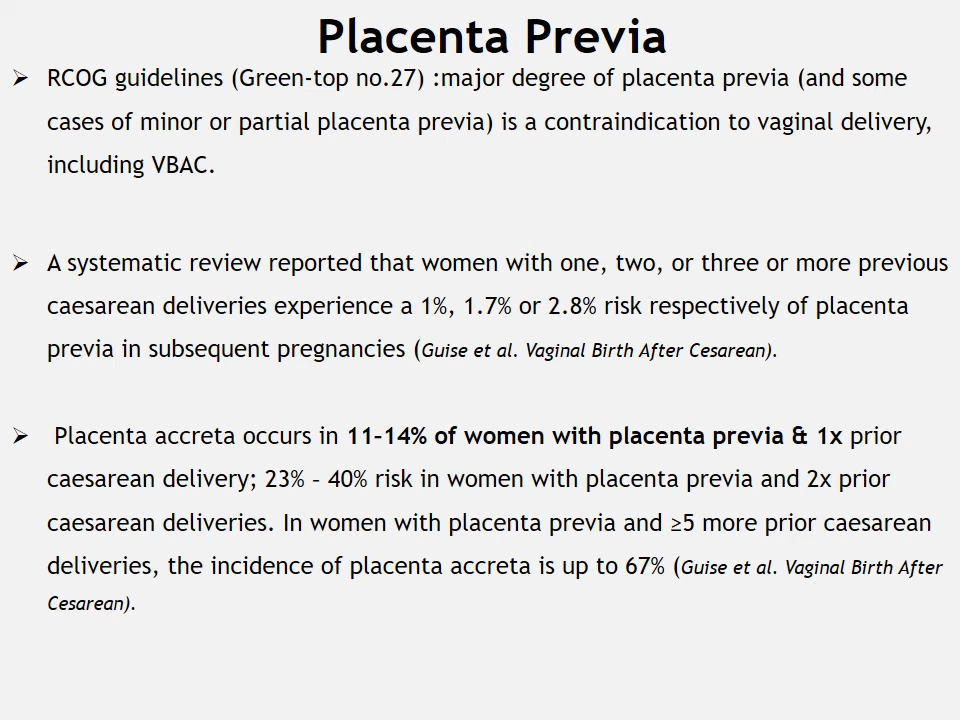 Placenta Previa
➢ RCOG guidelines (Green-top no.27) :major degree of placenta previa (and some
cases of minor or partial placenta previa) is a contraindication to vaginal delivery,
including VBAC.
➢ A systematic review reported that women with one, two, or three or more previous
caesarean deliveries experience a 1%, 1.7% or 2.8% risk respectively of placenta
previa in subsequent pregnancies (Guise et al. Vaginal Birth After Cesarean).
➢ Placenta accreta occurs in 11–14% of women with placenta previa & 1x prior
caesarean delivery; 23% – 40% risk in women with placenta previa and 2x prior
caesarean deliveries. In women with placenta previa and ≥5 more prior caesarean
deliveries, the incidence of placenta accreta is up to 67% (Guise et al. Vaginal Birth After
Cesarean).